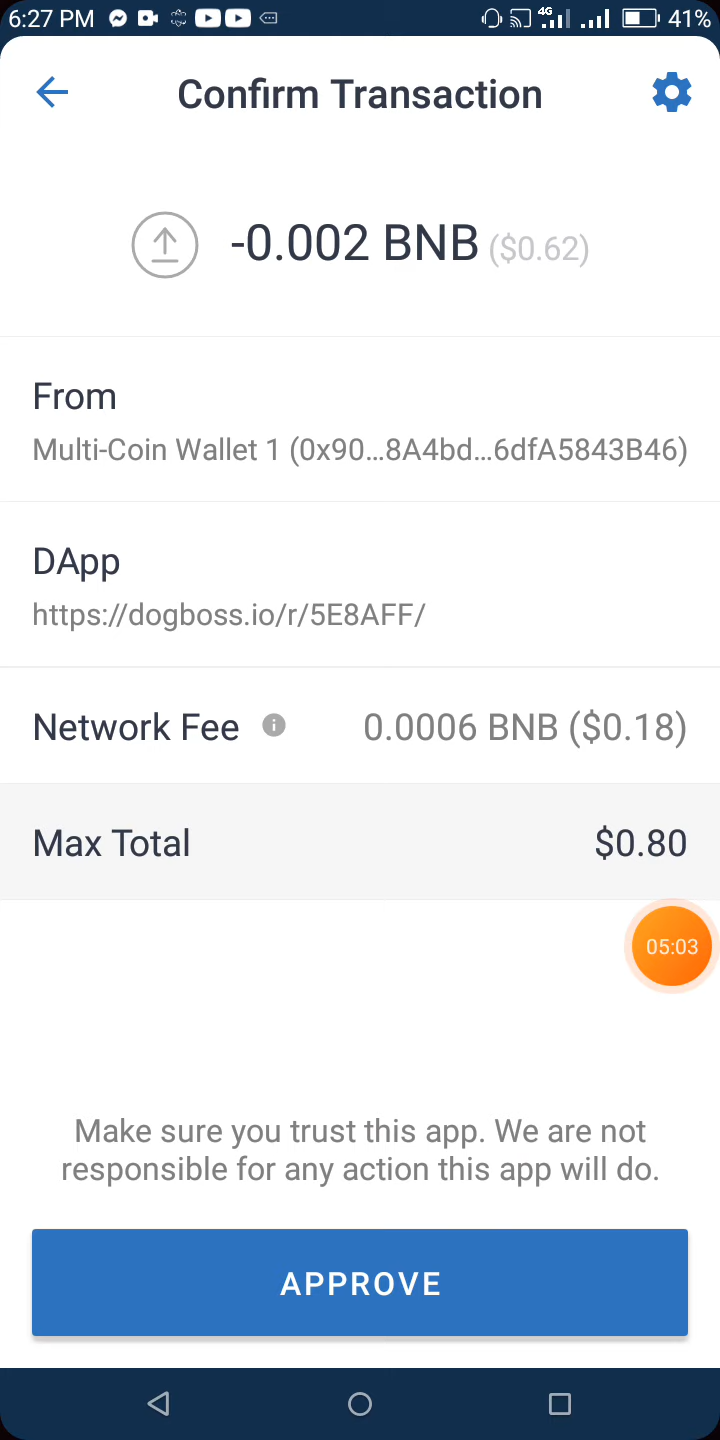 6:27 PM 4G 41%
Confirm Transaction
-0.002 BNB ($0.62)
From
Multi-Coin Wallet 1 (0x90...8A4bd...6dfA5843B46)
DApp
https://dogboss.io/r/5E8AFF/
Network Fee 0.0006 BNB ($0.18)
Max Total $0.80
05:03
Make sure you trust this app. We are not
responsible for any action this app will do.
APPROVE